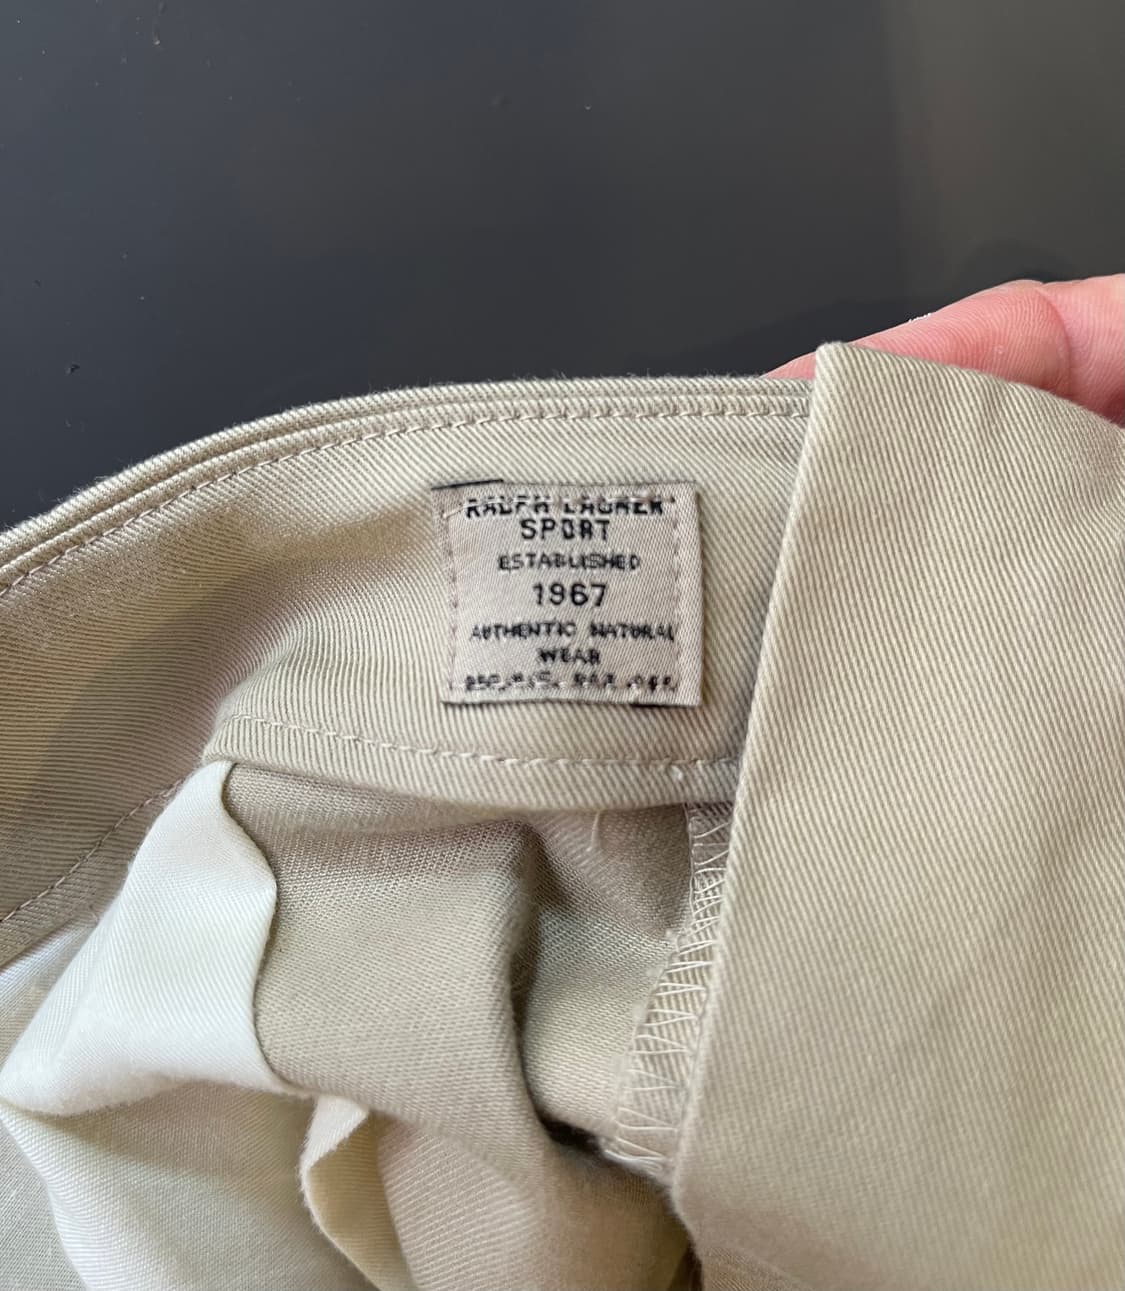 RALPH LAUREN
SPORT
ESTABLISHED
1967
AUTHENTIC NATURAL
WEAR